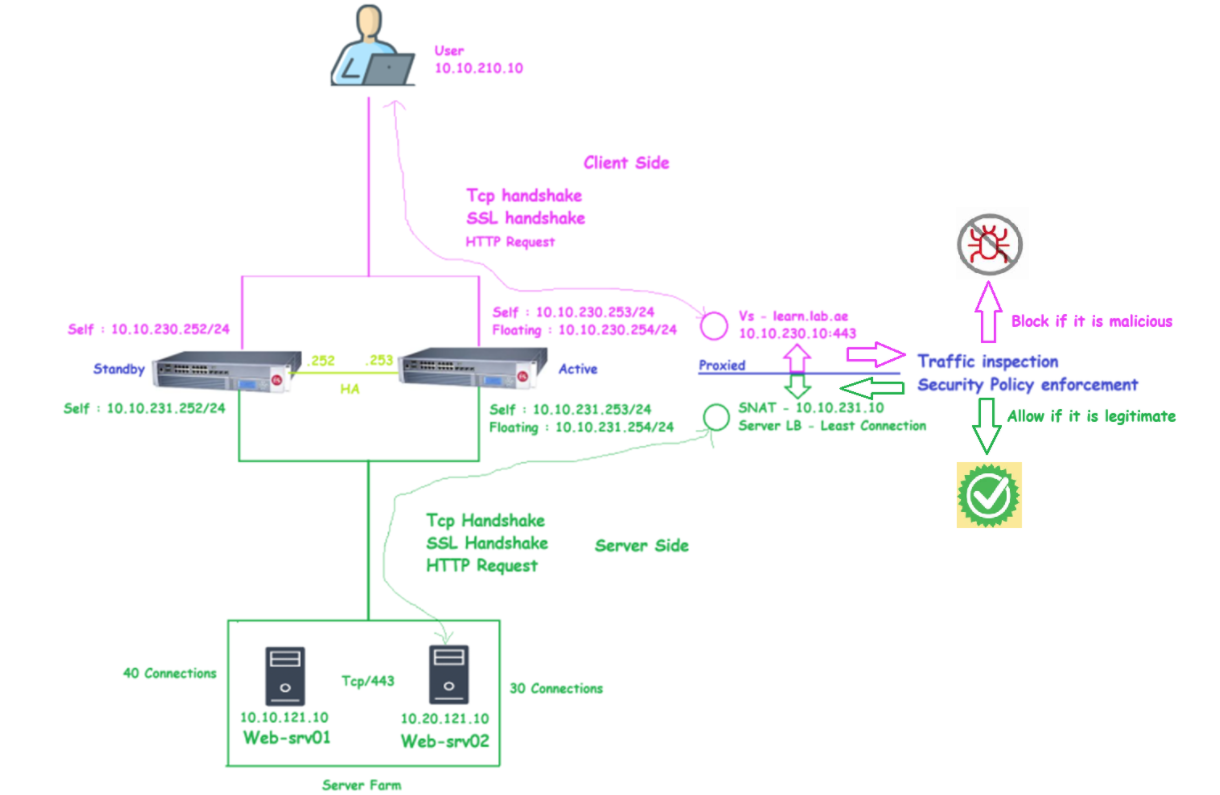 User
10.10.210.10
Client Side
Tcp handshake
SSL handshake
HTTP Request
Self : 10.10.230.252/24
Self : 10.10.230.253/24
Floating : 10.10.230.254/24
Vs - learn.lab.ae
10.10.230.10:443
Block if it is malicious
Standby
.252
.253
HA
Active
Proxied
Traffic inspection
Security Policy enforcement
Self : 10.10.231.252/24
Self : 10.10.231.253/24
Floating : 10.10.231.254/24
SNAT - 10.10.231.10
Server LB - Least Connection
Allow if it is legitimate
Tcp Handshake
SSL Handshake
HTTP Request
Server Side
40 Connections
Tcp/443
30 Connections
10.10.121.10
Web-srv01
10.20.121.10
Web-srv02
Server Farm